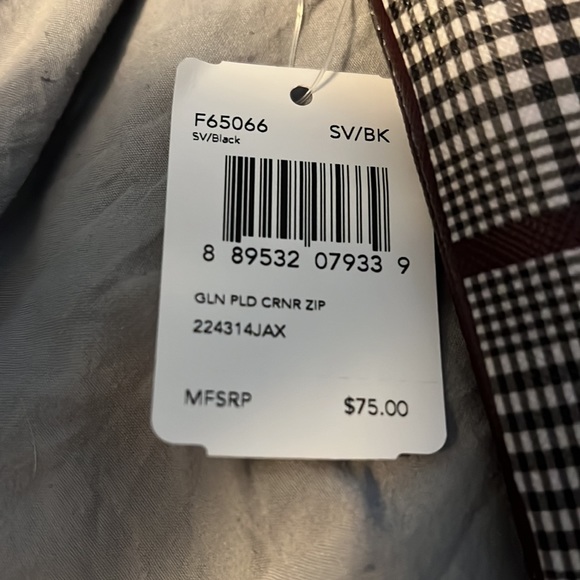 F65066 SV/BK
SV/Black
8 89532 07933 9
GLN PLD CRNR ZIP
224314JAX
MFSRP $75.00